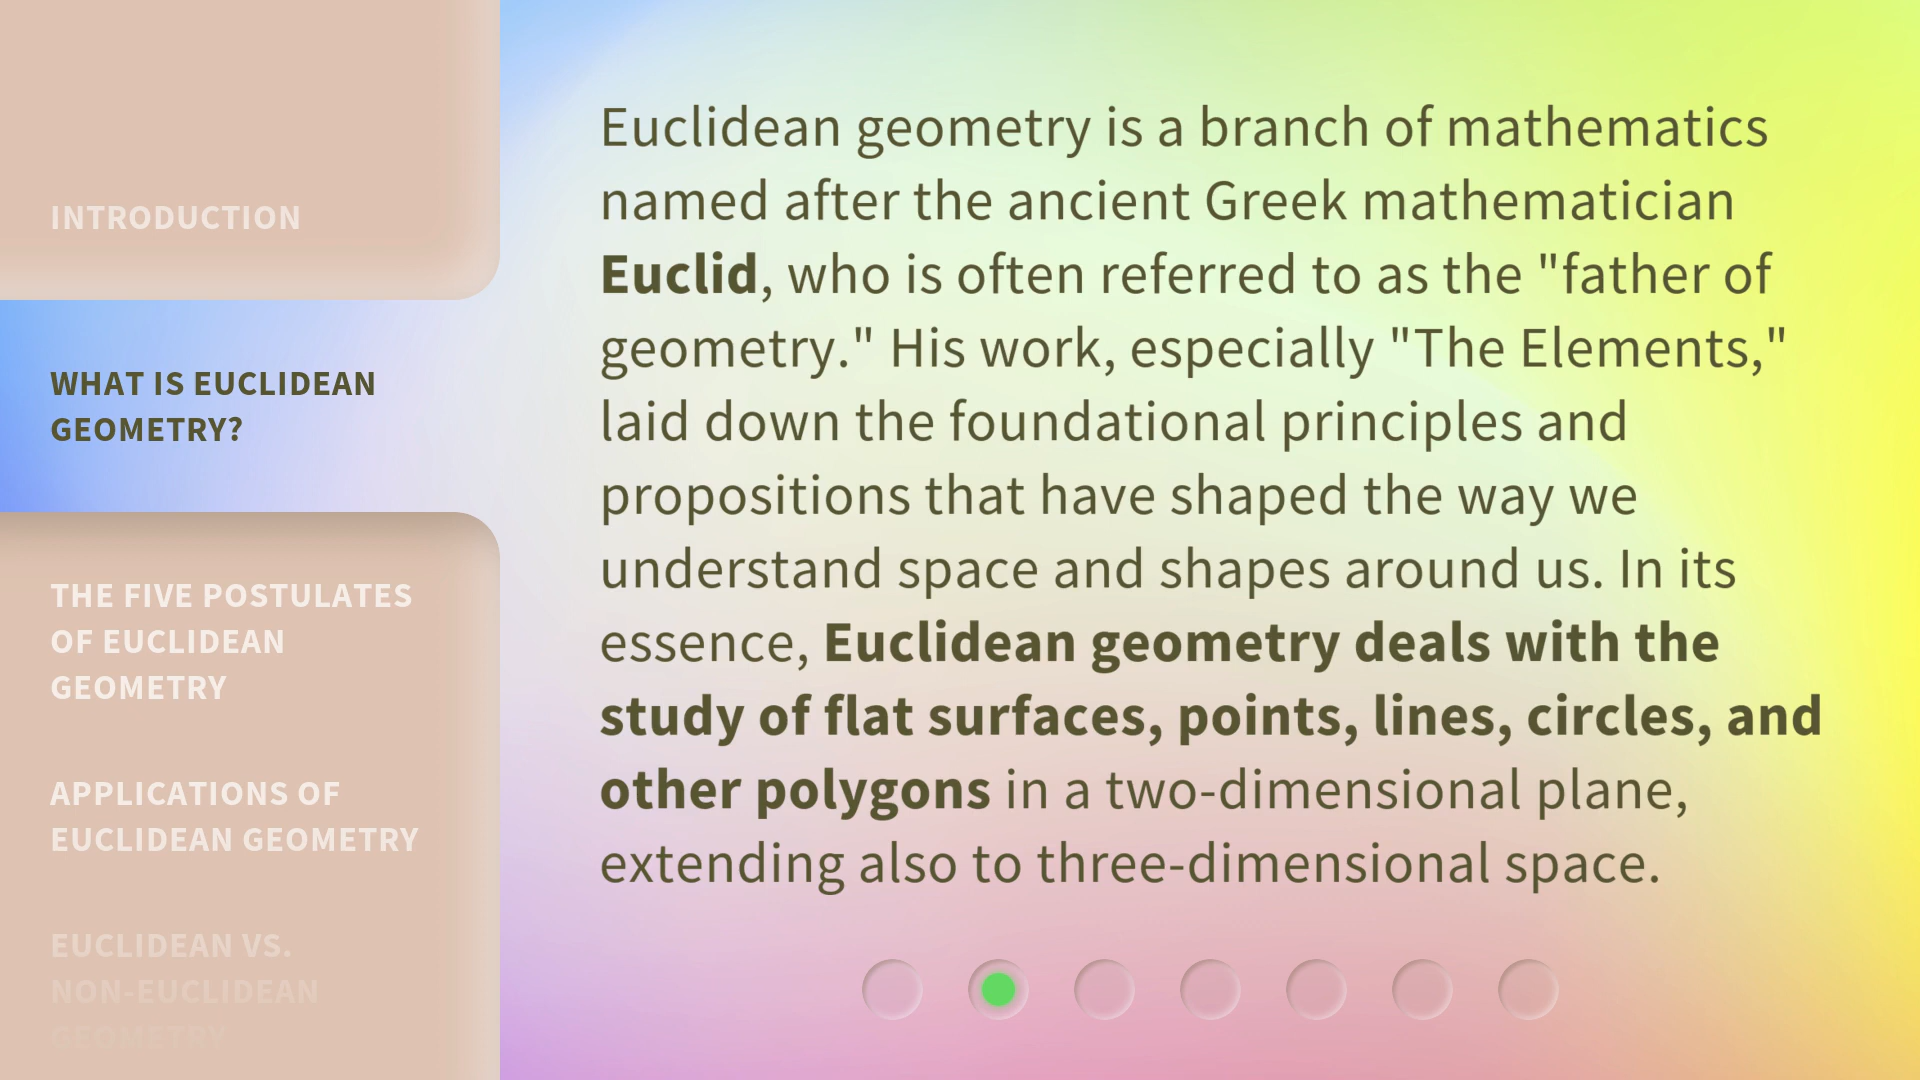 INTRODUCTION
WHAT IS EUCLIDEAN
GEOMETRY?
THE FIVE POSTULATES
OF EUCLIDEAN
GEOMETRY
APPLICATIONS OF
EUCLIDEAN GEOMETRY
EUCLIDEAN VS.
NON-EUCLIDEAN
GEOMETRY
Euclidean geometry is a branch of mathematics
named after the ancient Greek mathematician
Euclid, who is often referred to as the "father of
geometry." His work, especially "The Elements,"
laid down the foundational principles and
propositions that have shaped the way we
understand space and shapes around us. In its
essence, Euclidean geometry deals with the
study of flat surfaces, points, lines, circles, and
other polygons in a two-dimensional plane,
extending also to three-dimensional space.